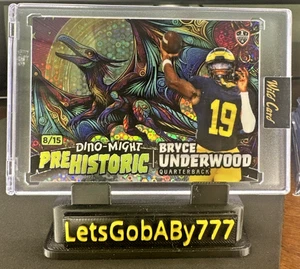 8/15
DINO-MIGHT
PREHISTORIC
BRYCE
UNDERWOOD
QUARTERBACK
19
Wild Card
LetsGobABy777